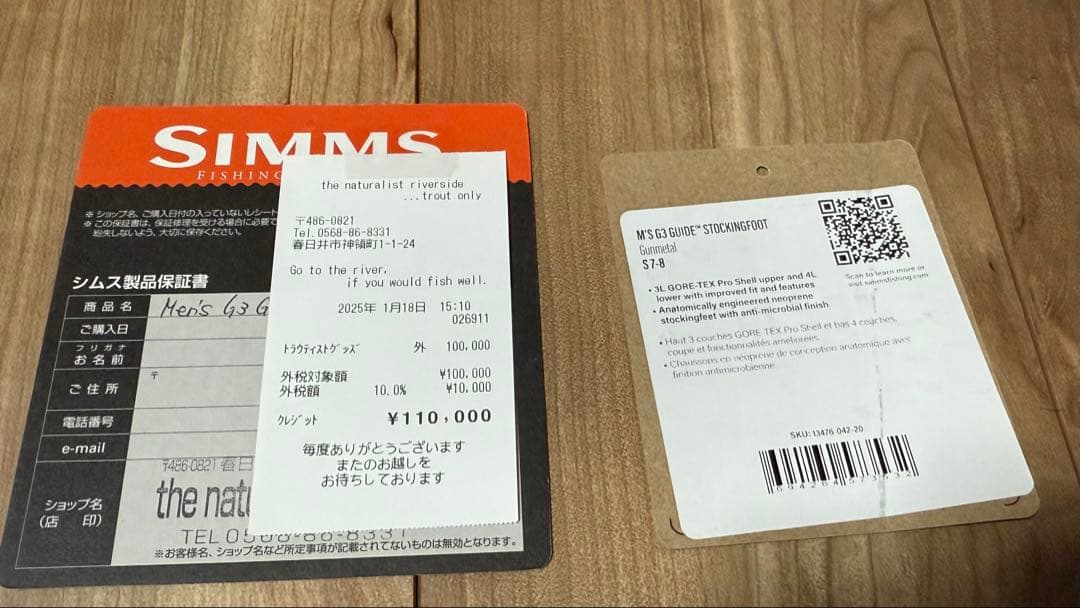 SIMMS
FISHING
※ショップ名、ご購入日付の入っていないレシート
※この保証書は、保証修理を受ける場合に必要で
紛失しないよう、大切に保存ください。
シムス製品保証書
商品名 Men's G3 G
ご購入日
フリガナ
お名前
ご住所 〒
電話番号
e-mail
ショップ名
(店 印)
〒486-0821 春日
the natu
TEL 0568-86-8331
※お客様名、ショップ名など所定事項が記載されてないものは無効となります。
the naturalist riverside
...trout only
〒486-0821
Tel.0568-86-8331
春日井市神領町1-1-24
Go to the river,
if you would fish well.
2025年 1月18日 15:10
026911
トラウティストグッズ 外 100,000
外税対象額 ¥100,000
外税額 10.0% ¥10,000
クレジット ¥110,000
毎度ありがとうございます
またのお越しを
お待ちしております
M'S G3 GUIDE™ STOCKINGFOOT
Gunmetal
S 7-8
• 3L GORE-TEX Pro Shell upper and 4L
lower with improved fit and features
• Anatomically engineered neoprene
stockingfeet with anti-microbial finish
• Haut 3 couches GORE-TEX Pro Shell et bas 4 couches,
coupe et fonctionnalités améliorées
• Chaussons en néoprène de conception anatomique avec
finition antimicrobienne
Scan to learn more or
visit simmsfishing.com
SKU: 13476-042-20